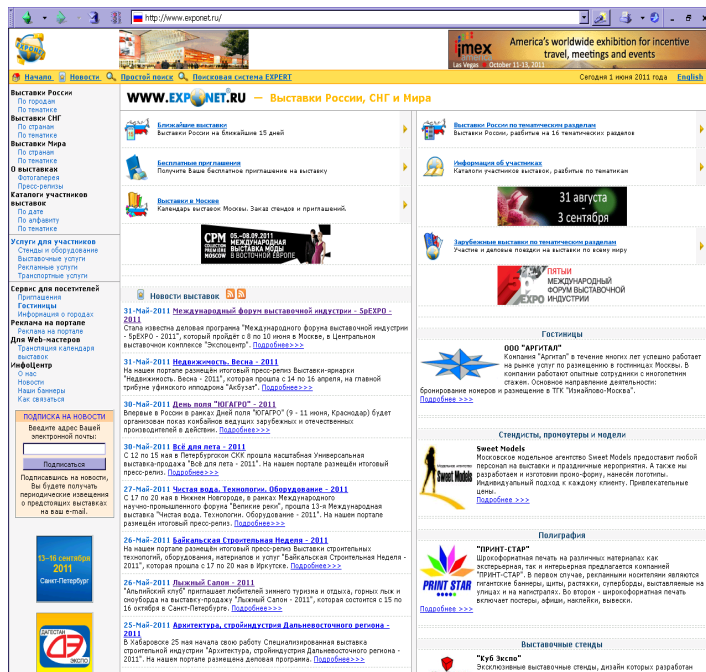 http://www.exponet.ru/
EXPONET
imex
America's worldwide exhibition for incentive
travel, meetings and events
Las Vegas October 11-13, 2011
Начало Новости Простой поиск Поисковая система EXPERT Сегодня 1 июня 2011 года English
Выставки России
По городам
По тематике
Выставки СНГ
По странам
По тематике
Выставки Мира
По странам
По тематике
О выставках
Фотогалерея
Пресс-релизы
Каталоги участников
выставок
По дате
По алфавиту
По тематике
Услуги для участников
Стенды и оборудование
Выставочные услуги
Рекламные услуги
Транспортные услуги
Сервис для посетителей
Приглашения
Гостиницы
Информация о городах
Реклама на портале
Реклама на портале
Для Web-мастеров
Трансляция календаря
выставок
ИнфоЦентр
О нас
Новости
Наши баннеры
Как связаться
ПОДПИСКА НА НОВОСТИ
Введите адрес Вашей
электронной почты:
Подписаться
Подписавшись на новости,
Вы будете получать
периодические извещения
о предстоящих выставках
на ваш e-mail.
13-16 сентября
2011
Санкт-Петербург
ДАГЕСТАН
ЭКСПО
WWW.EXPONET.RU — Выставки России, СНГ и Мира
Ближайшие выставки
Выставки России на ближайшие 15 дней
Бесплатные приглашения
Получите Ваше бесплатное приглашение на выставку
Выставки в Москве
Календарь выставок Москвы. Заказ стендов и приглашений.
CPM
COLLECTION
PREMIERE
MOSCOW
05.-08.09.2011
МЕЖДУНАРОДНАЯ
ВЫСТАВКА МОДЫ
В ВОСТОЧНОЙ ЕВРОПЕ
Выставки России по тематическим разделам
Выставки России, разбитые на 16 тематических разделов
Информация об участниках
Каталоги участников выставок, разбитые по тематикам
31 августа
-
3 сентября
Зарубежные выставки по тематическим разделам
Участие и деловые поездки на выставки по всему миру
5P EXPO
ПЯТЫЙ
МЕЖДУНАРОДНЫЙ
ФОРУМ ВЫСТАВОЧНОЙ
ИНДУСТРИИ
Новости выставок
31-Май-2011 Международный форум выставочной индустрии - 5pEXPO -
2011
Стала известна деловая программа "Международного форума выставочной индустрии
- 5pEXPO - 2011", который пройдёт с 8 по 10 июня в Москве, в Центральном
выставочном комплексе "Экспоцентр". Подробнее>>>
31-Май-2011 Недвижимость. Весна - 2011
На нашем портале размещён итоговый пресс-релиз Выставки-ярмарки
"Недвижимость. Весна - 2011", которая прошла с 14 по 16 апреля, на главной
трибуне уфимского ипподрома "Акбузат". Подробнее>>>
30-Май-2011 День поля "ЮГАГРО" - 2011
Впервые в России в рамках Дней поля "ЮГАГРО" (9 - 11 июня, Краснодар) будет
организован показ комбайнов ведущих зарубежных и отечественных
производителей в действии. Подробнее>>>
30-Май-2011 Всё для лета - 2011
С 12 по 15 мая в Петербургском СКК прошла масштабная Универсальная
выставка-продажа "Всё для лета - 2011". На нашем портале размещён итоговый
пресс-релиз. Подробнее>>>
27-Май-2011 Чистая вода. Технологии. Оборудование - 2011
С 17 по 20 мая в Нижнем Новгороде, в рамках Международного
научно-промышленного форума "Великие реки", прошла 13-я Международная
выставка "Чистая вода. Технологии. Оборудование - 2011". На нашем портале
размещён итоговый пресс-релиз. Подробнее>>>
26-Май-2011 Байкальская Строительная Неделя - 2011
На нашем портале размещён итоговый пресс-релиз Выставки строительных
технологий, оборудования, материалов и услуг "Байкальская Строительная Неделя -
2011", которая прошла с 17 по 20 мая в Иркутске. Подробнее>>>
26-Май-2011 Лыжный Салон - 2011
"Альпийский клуб" приглашает любителей зимнего туризма и отдыха, горных лыж и
сноуборда на выставку-продажу "Лыжный Салон - 2011", которая состоится с 15 по
16 октября в Санкт-Петербурге. Подробнее>>>
25-Май-2011 Архитектура, стройиндустрия Дальневосточного региона -
2011
В Хабаровске 25 мая начала свою работу Специализированная выставка
строительной индустрии "Архитектура, стройиндустрия Дальневосточного региона -
2011". На нашем портале размещена деловая программа. Подробнее>>>
Гостиницы
ООО "АРГИТАЛ"
Компания "Аргитал" в течение многих лет успешно работает
на рынке услуг по размещению в гостиницах Москвы. В
компании работают опытные сотрудники с многолетним
стажем. Основное направление деятельности:
бронирование номеров и размещение в ТГК "Измайлово-Москва".
Подробнее >>>
Стендисты, промоутеры и модели
Sweet Models
Sweet Models
Московское модельное агентство Sweet Models предоставит любой
персонал на выставки и праздничные мероприятия. А также мы
разработаем и изготовим промо-форму, нанесём логотипы.
Индивидуальный подход к каждому клиенту. Привлекательные
цены.
Подробнее >>>
Полиграфия
PRINT STAR
"ПРИНТ-СТАР"
Широкоформатная печать на различных материалах как
экстерьерная, так и интерьерная предлагается компанией
"ПРИНТ-СТАР". В первом случае, рекламными носителями являются
гигантские банеры, щиты, растяжки, суперборды, выставляемые на
улицах и на магистралях. Во втором - широкоформатная печать
включает постеры, афиши, наклейки, вывески.
Подробнее >>>
Выставочные стенды
"Куб Экспо"
Эксклюзивные выставочные стенды, дизайн которых разработан